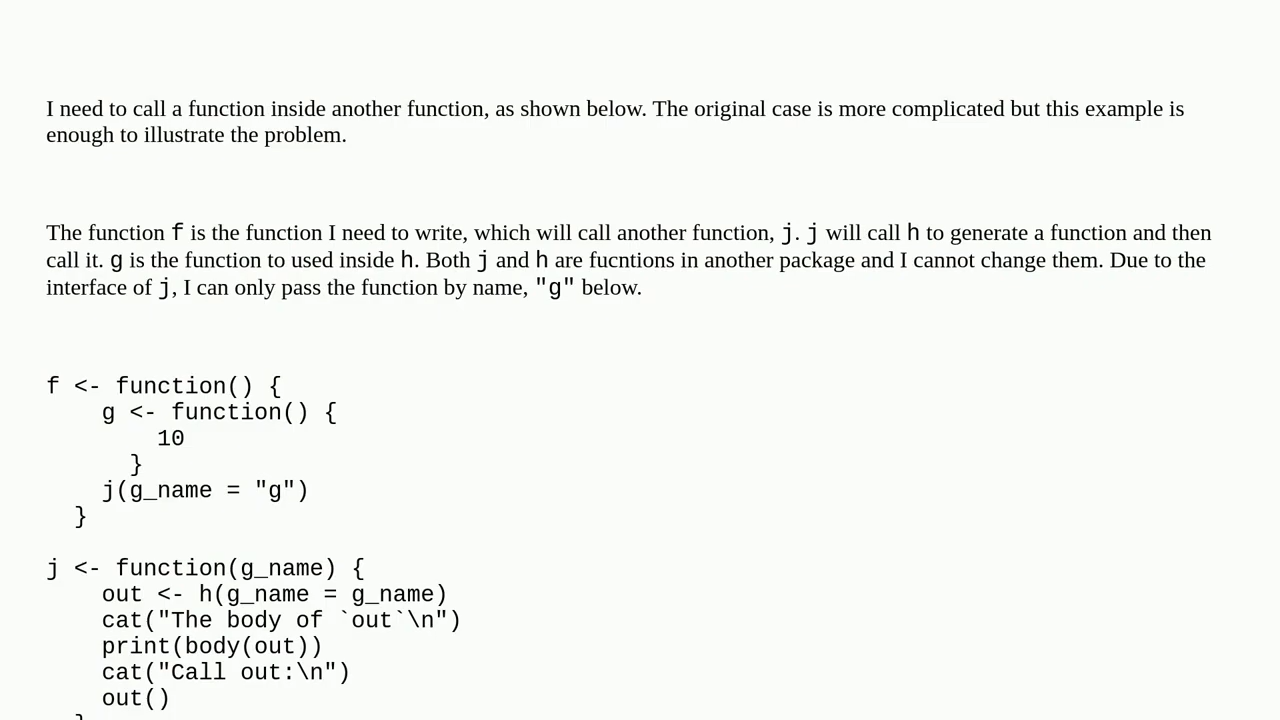 I need to call a function inside another function, as shown below. The original case is more complicated but this example is
enough to illustrate the problem.
The function f is the function I need to write, which will call another function, j. j will call h to generate a function and then
call it. g is the function to used inside h. Both j and h are fucntions in another package and I cannot change them. Due to the
interface of j, I can only pass the function by name, "g" below.
f <- function() {
    g <- function() {
        10
      }
    j(g_name = "g")
  }
j <- function(g_name) {
    out <- h(g_name = g_name)
    cat("The body of `out`\n")
    print(body(out))
    cat("Call out:\n")
    out()
  }